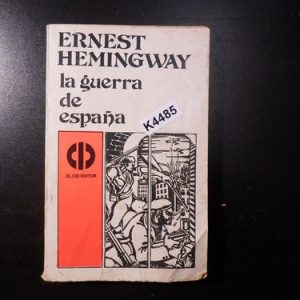 ERNEST
HEMINGWAY
la guerra
de
españa
K4485
EL CID EDITOR